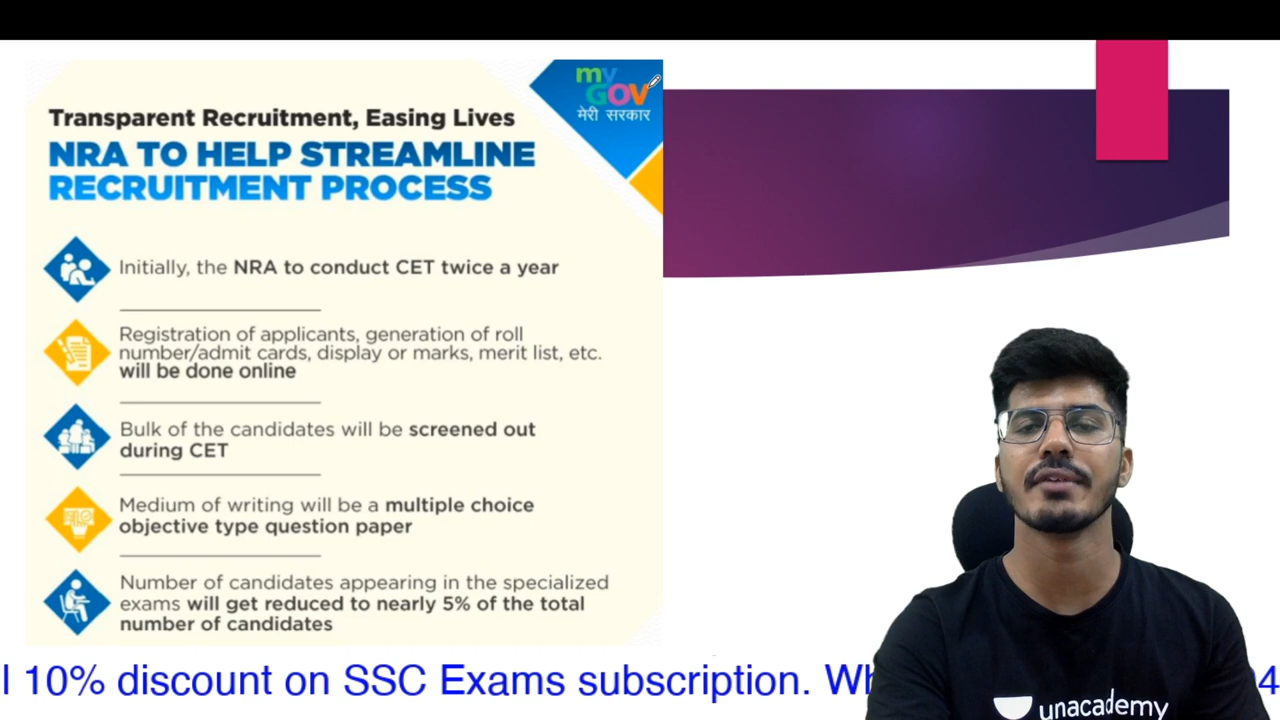 my
GOV
मेरी सरकार
Transparent Recruitment, Easing Lives
NRA TO HELP STREAMLINE
RECRUITMENT PROCESS
Initially, the NRA to conduct CET twice a year
Registration of applicants, generation of roll
number/admit cards, display or marks, merit list, etc.
will be done online
Bulk of the candidates will be screened out
during CET
Medium of writing will be a multiple choice
objective type question paper
Number of candidates appearing in the specialized
exams will get reduced to nearly 5% of the total
number of candidates
10% discount on SSC Exams subscription.
unacademy